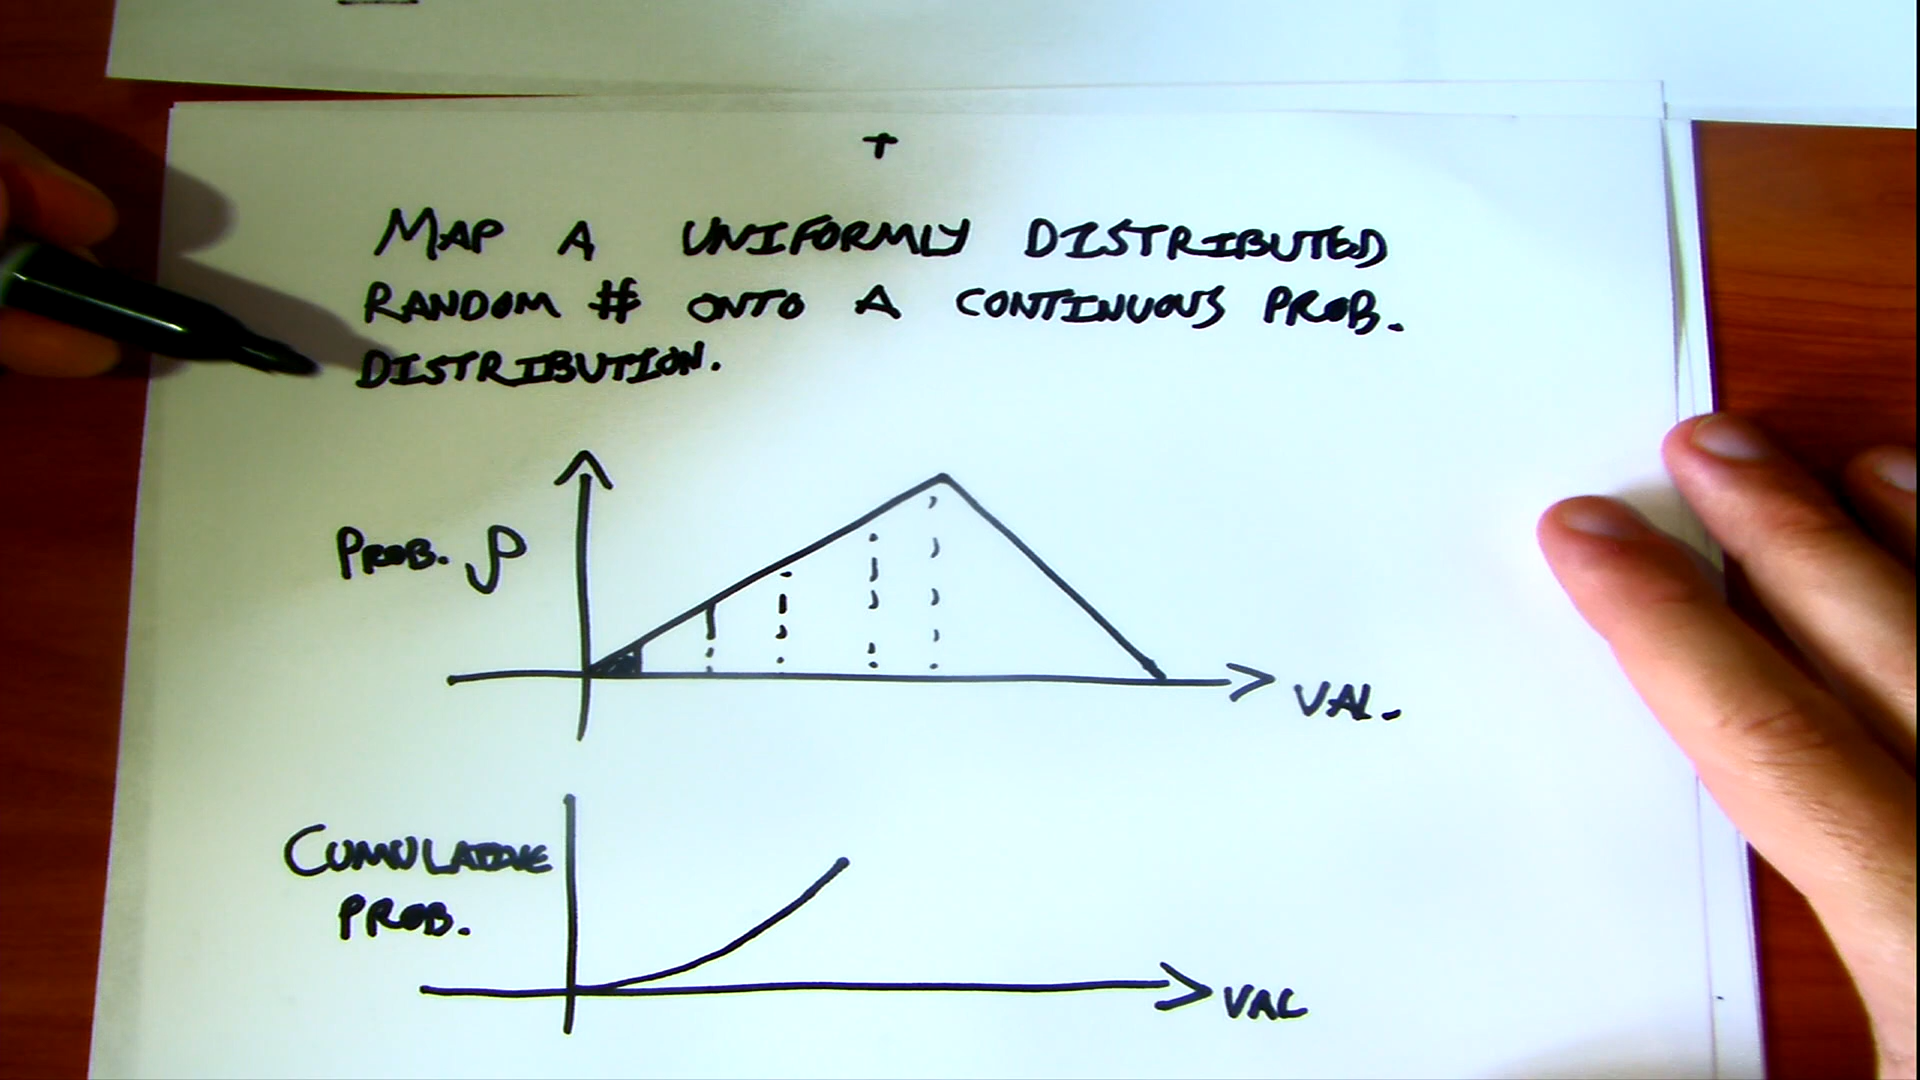 MAP A UNIFORMLY DISTRIBUTED
RANDOM # ONTO A CONTINUOUS PROB.
DISTRIBUTION.
PROB. ρ
VAL.
CUMULATIVE
PROB.
VAL